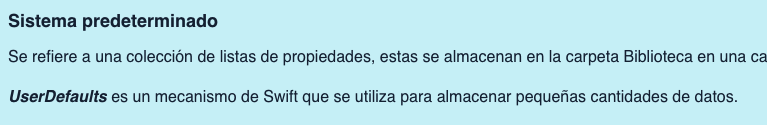 Sistema predeterminado
Se refiere a una colección de listas de propiedades, estas se almacenan en la carpeta Biblioteca en una ca
UserDefaults es un mecanismo de Swift que se utiliza para almacenar pequeñas cantidades de datos.